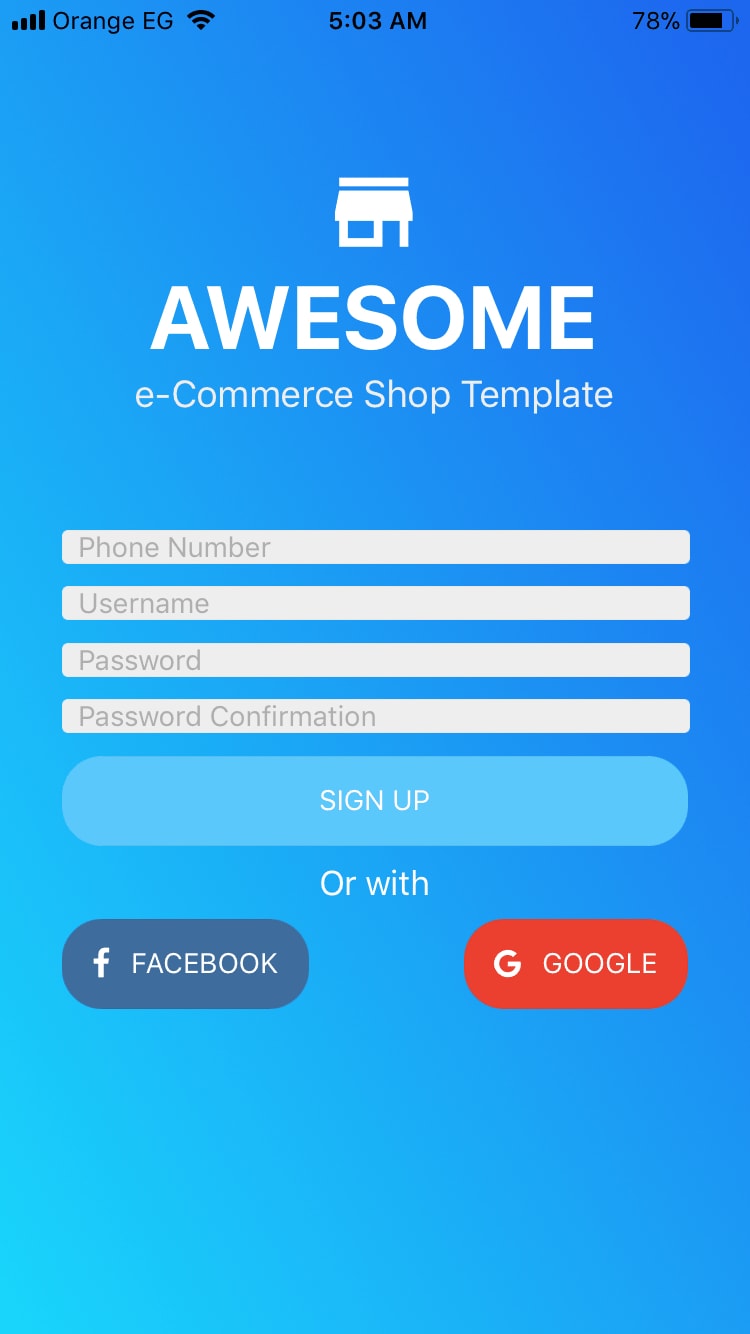 Orange EG 5:03 AM 78%
AWESOME
e-Commerce Shop Template
Phone Number
Username
Password
Password Confirmation
SIGN UP
Or with
FACEBOOK GOOGLE